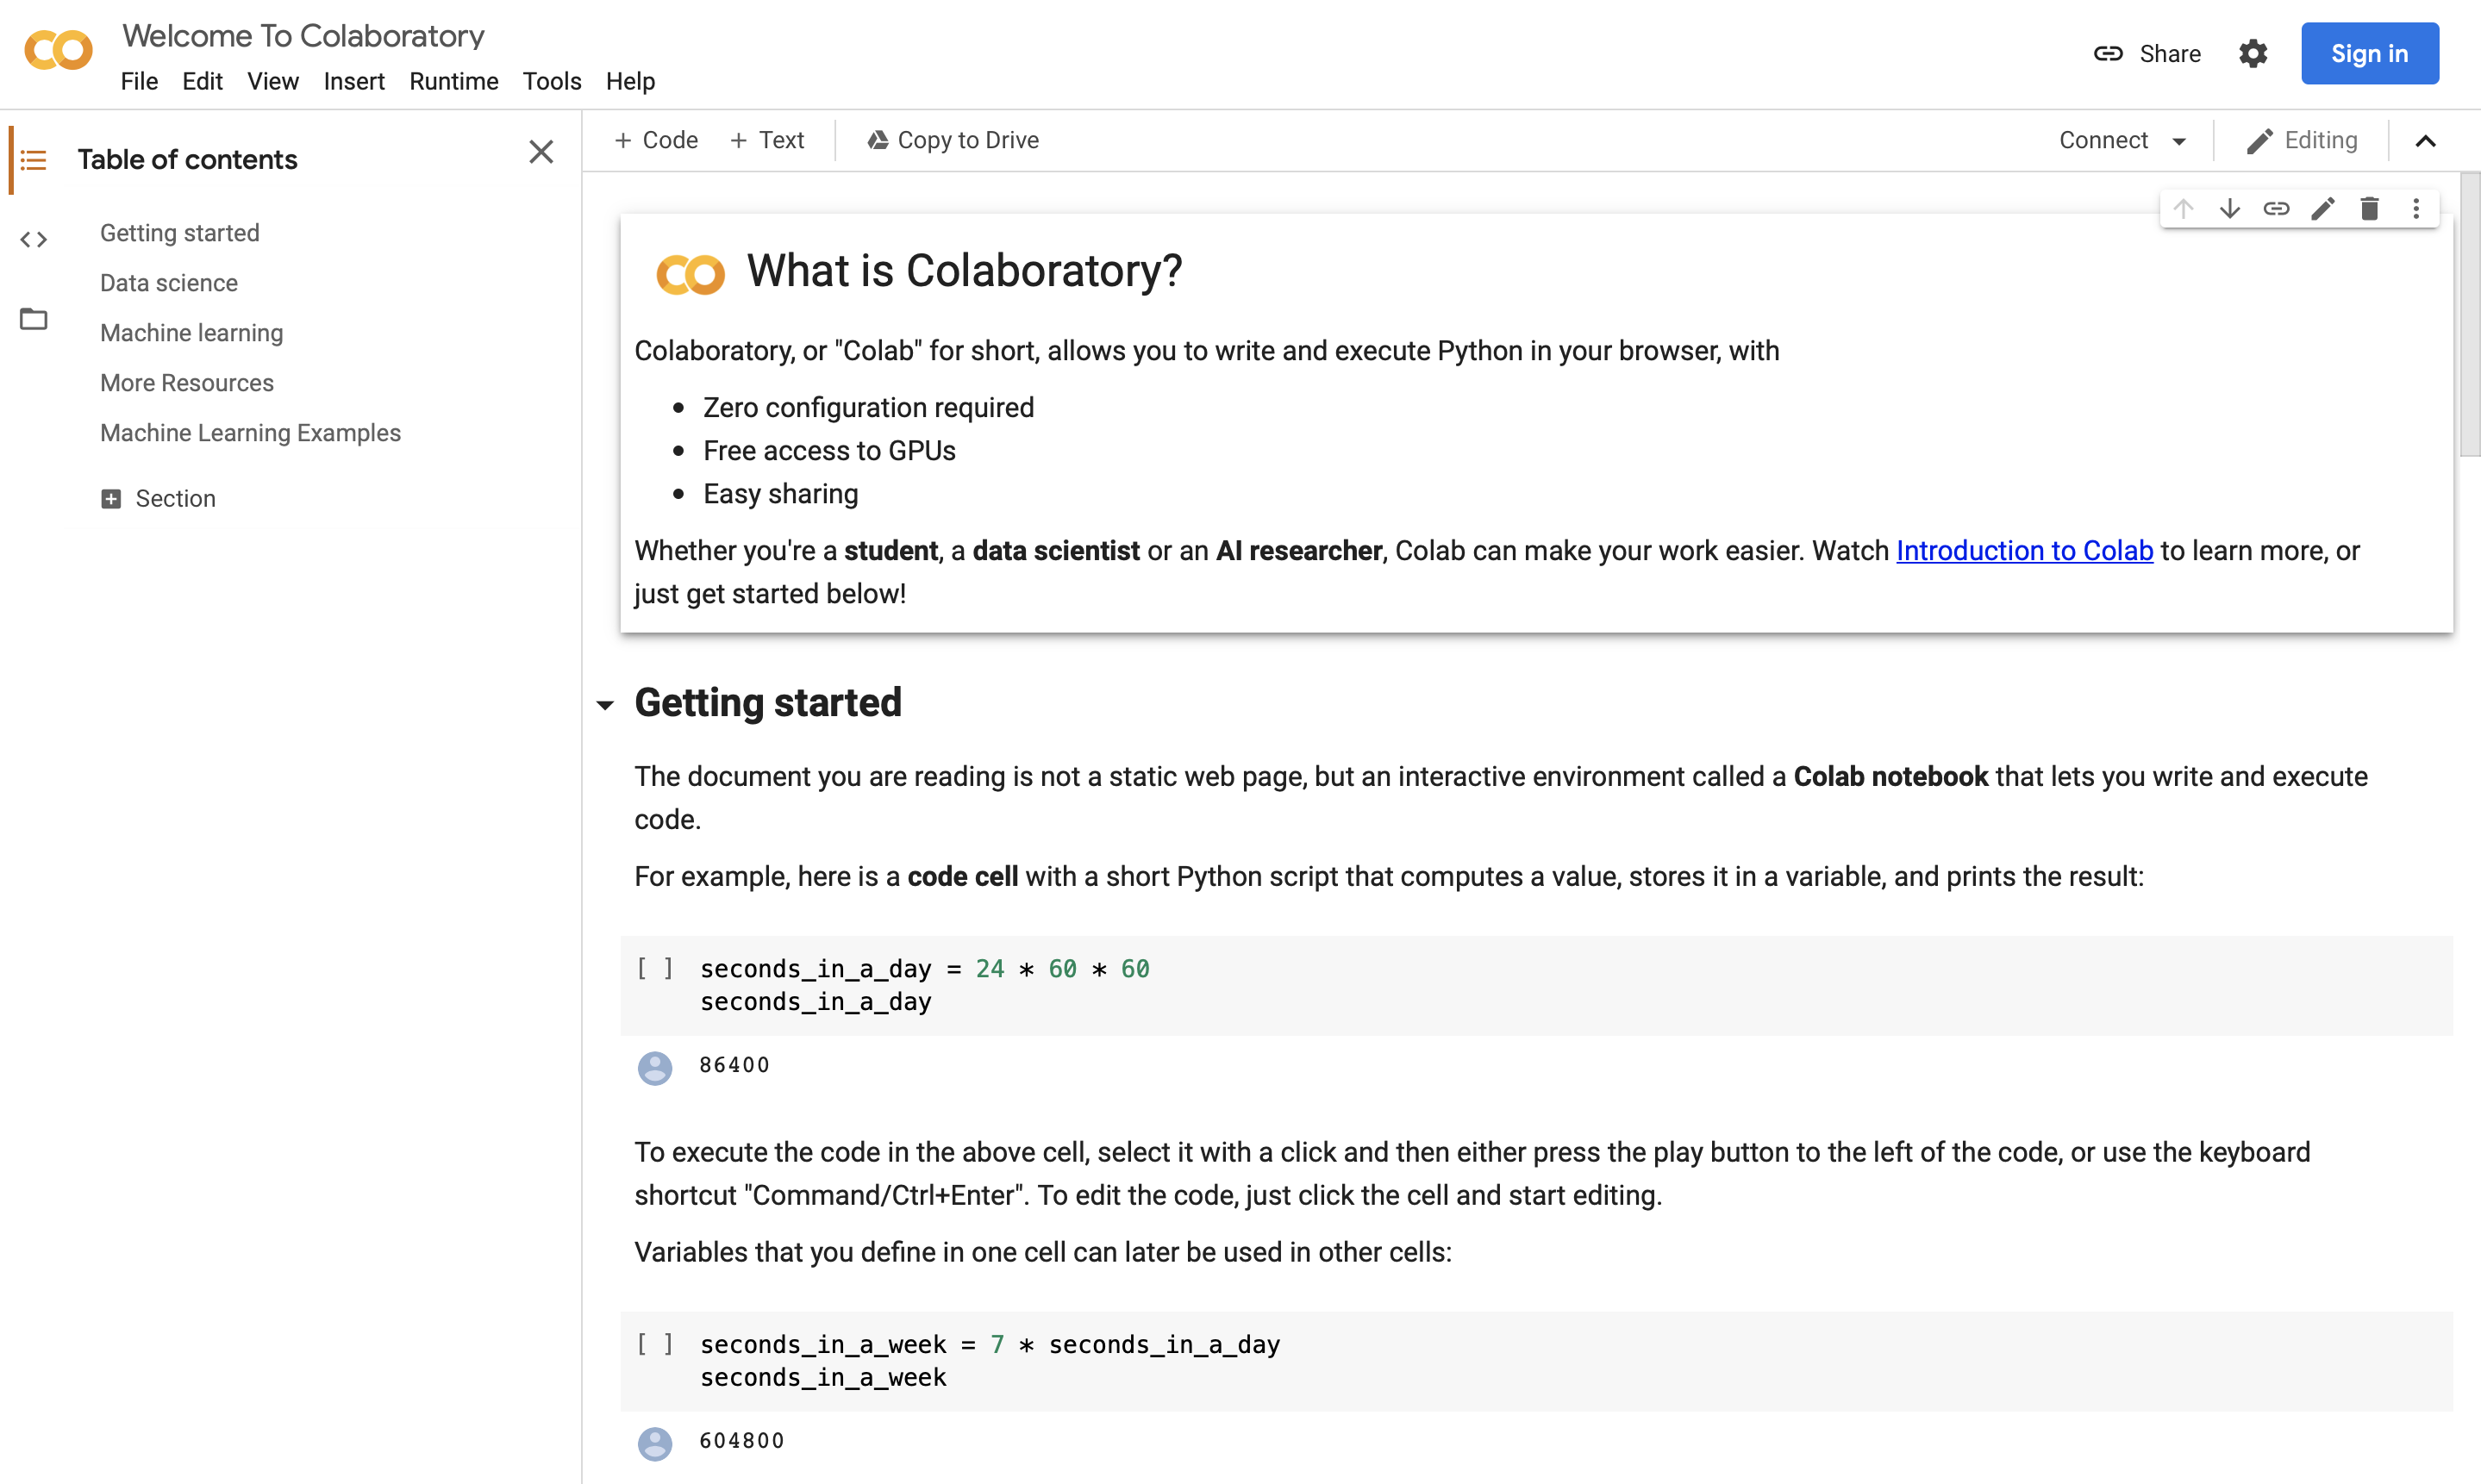 Welcome To Colaboratory
File Edit View Insert Runtime Tools Help
Share
Sign in
Table of contents
Getting started
Data science
Machine learning
More Resources
Machine Learning Examples
Section
+ Code + Text Copy to Drive
Connect
Editing
What is Colaboratory?
Colaboratory, or "Colab" for short, allows you to write and execute Python in your browser, with
• Zero configuration required
• Free access to GPUs
• Easy sharing
Whether you're a student, a data scientist or an AI researcher, Colab can make your work easier. Watch Introduction to Colab to learn more, or
just get started below!
Getting started
The document you are reading is not a static web page, but an interactive environment called a Colab notebook that lets you write and execute
code.
For example, here is a code cell with a short Python script that computes a value, stores it in a variable, and prints the result:
[ ] seconds_in_a_day = 24 * 60 * 60
seconds_in_a_day
86400
To execute the code in the above cell, select it with a click and then either press the play button to the left of the code, or use the keyboard
shortcut "Command/Ctrl+Enter". To edit the code, just click the cell and start editing.
Variables that you define in one cell can later be used in other cells:
[ ] seconds_in_a_week = 7 * seconds_in_a_day
seconds_in_a_week
604800